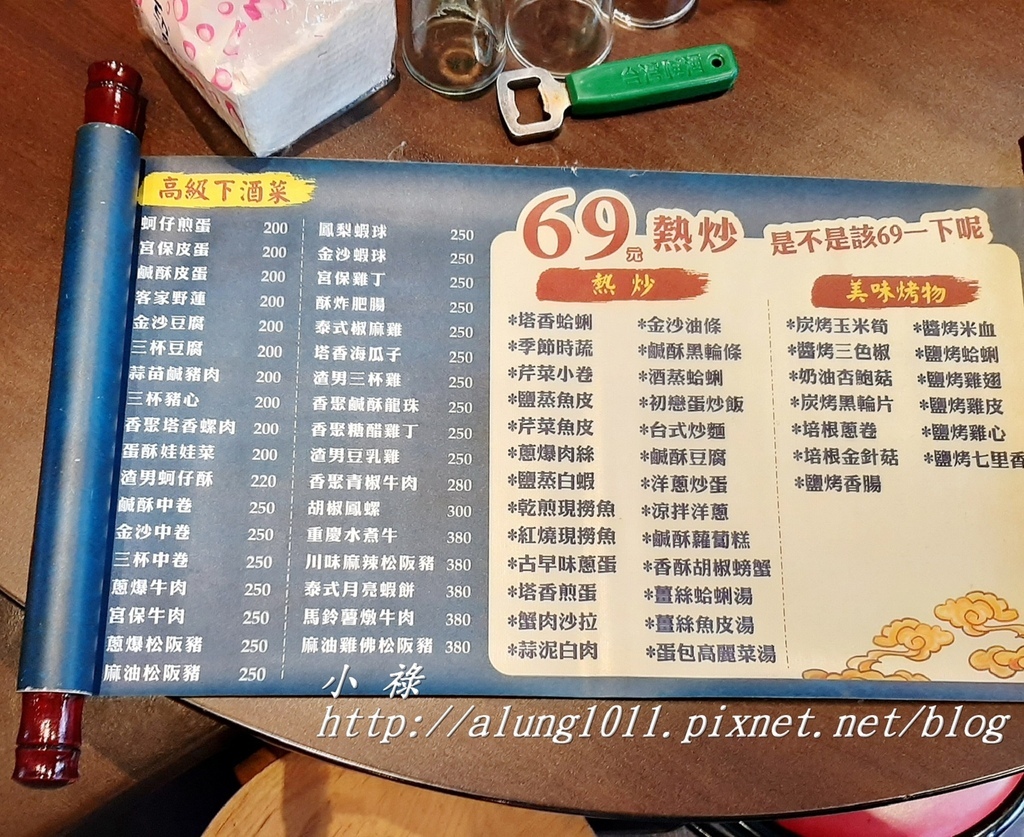 高級下酒菜
蚵仔煎蛋 200
宮保皮蛋 200
鹹酥皮蛋 200
客家野蓮 200
金沙豆腐 200
三杯豆腐 200
蒜苗鹹豬肉 200
三杯豬心 200
香聚塔香螺肉 200
蛋酥娃娃菜 200
渣男蚵仔酥 220
鹹酥中卷 250
金沙中卷 250
三杯中卷 250
蔥爆牛肉 250
宮保牛肉 250
蔥爆松阪豬 250
麻油松阪豬 250
鳳梨蝦球 250
金沙蝦球 250
宮保雞丁 250
酥炸肥腸 250
泰式椒麻雞 250
塔香海瓜子 250
渣男三杯雞 250
香聚鹹酥龍珠 250
香聚糖醋雞丁 250
渣男豆乳雞 250
香聚青椒牛肉 280
胡椒鳳螺 300
重慶水煮牛 380
川味麻辣松阪豬 380
泰式月亮蝦餅 380
馬鈴薯燉牛肉 380
麻油雞佛松阪豬 380
69元 熱炒 是不是該69一下呢
熱炒
*塔香蛤蜊
*季節時蔬
*芹菜小卷
*鹽蒸魚皮
*芹菜魚皮
*蔥爆肉絲
*鹽蒸白蝦
*乾煎現撈魚
*紅燒現撈魚
*古早味蔥蛋
*塔香煎蛋
*蟹肉沙拉
*蒜泥白肉
*金沙油條
*鹹酥黑輪條
*酒蒸蛤蜊
*初戀蛋炒飯
*台式炒麵
*鹹酥豆腐
*洋蔥炒蛋
*涼拌洋蔥
*鹹酥蘿蔔糕
*香酥胡椒螃蟹
*薑絲蛤蜊湯
*薑絲魚皮湯
*蛋包高麗菜湯
美味烤物
*炭烤玉米筍
*醬烤三色椒
*奶油杏鮑菇
*炭烤黑輪片
*培根蔥卷
*培根金針菇
*鹽烤香腸
*醬烤米血
*鹽烤蛤蜊
*鹽烤雞翅
*鹽烤雞皮
*鹽烤雞心
*鹽烤七里香
小 祿
http://alung1011.pixnet.net/blog